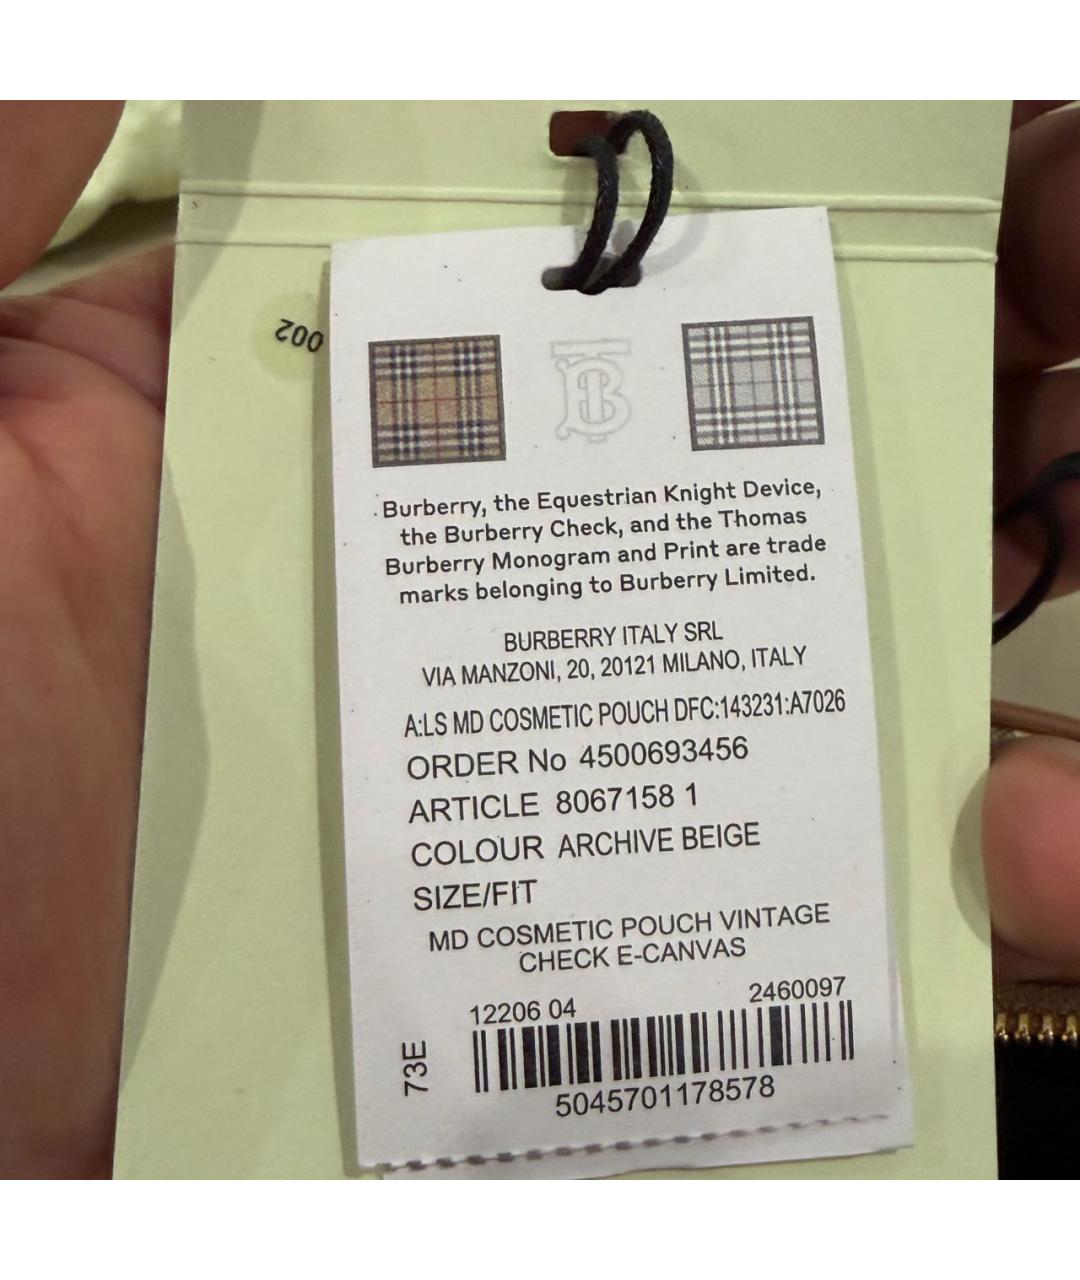 002
TB
Burberry, the Equestrian Knight Device,
the Burberry Check, and the Thomas
Burberry Monogram and Print are trade
marks belonging to Burberry Limited.
BURBERRY ITALY SRL
VIA MANZONI, 20, 20121 MILANO, ITALY
A:LS MD COSMETIC POUCH DFC:143231:A7026
ORDER No 4500693456
ARTICLE 8067158 1
COLOUR ARCHIVE BEIGE
SIZE/FIT
MD COSMETIC POUCH VINTAGE
CHECK E-CANVAS
12206 04 2460097
73E
5045701178578